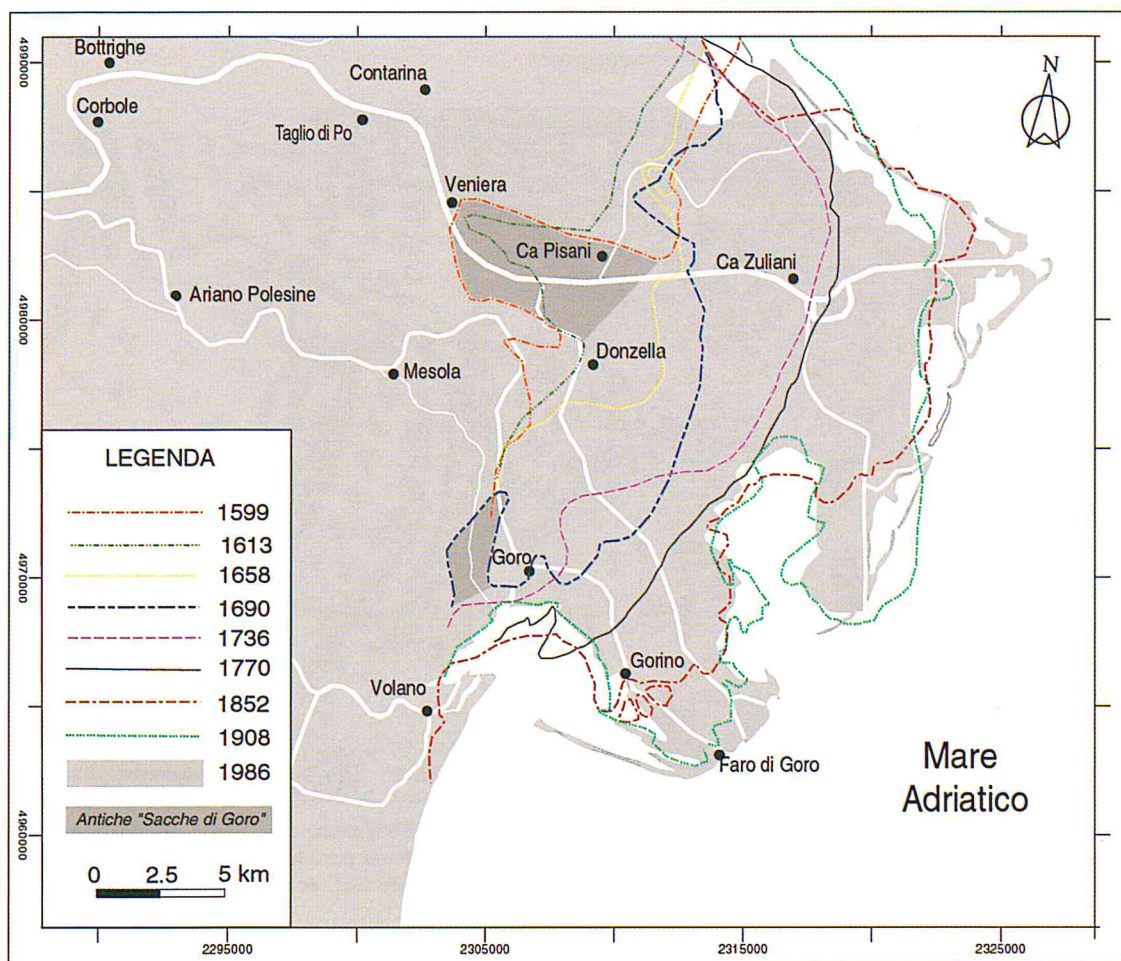 Bottrighe
Contarina
Corbole
Taglio di Po
N
Veniera
Ca Pisani
Ca Zuliani
Ariano Polesine
Donzella
Mesola
LEGENDA
1599
1613
1658
1690
1736
1770
1852
1908
1986
Antiche "Sacche di Goro"
0 2.5 5 km
Goro
Gorino
Volano
Faro di Goro
Mare
Adriatico
4990000
4980000
4970000
4960000
2295000 2305000 2315000 2325000